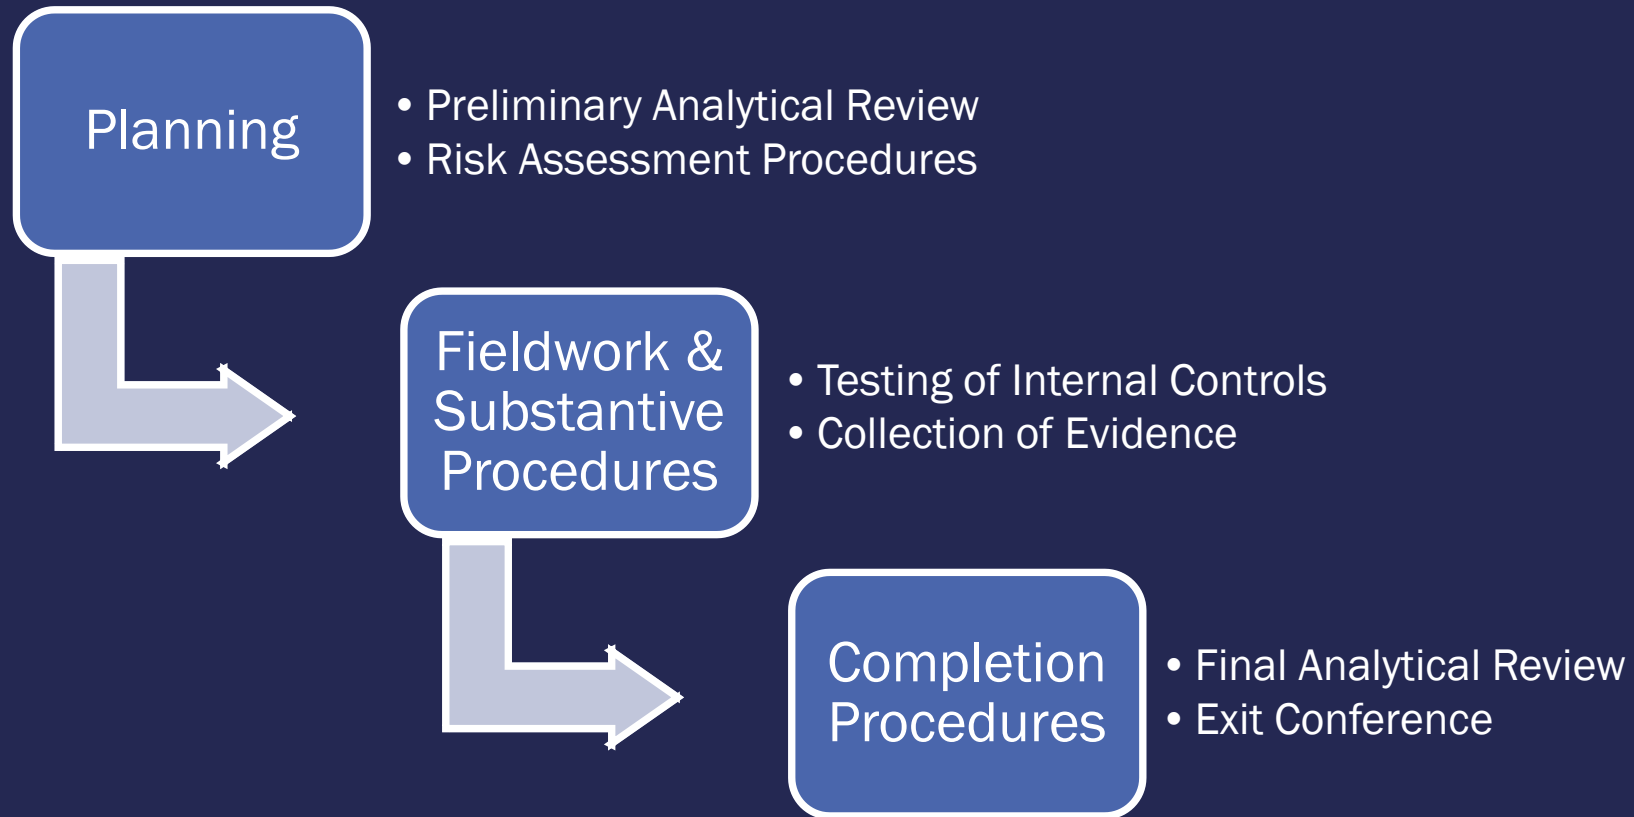 Planning
• Preliminary Analytical Review
• Risk Assessment Procedures
Fieldwork &
Substantive
Procedures
• Testing of Internal Controls
• Collection of Evidence
Completion
Procedures
• Final Analytical Review
• Exit Conference